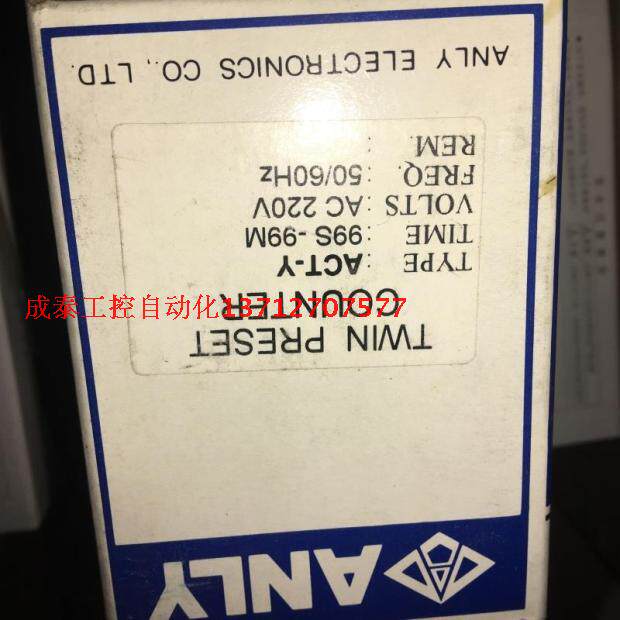 ANLY
TWIN PRESET
COUNTER
TYPE : ACT-Y
TIME : 99S-99M
VOLTS : AC 220V
FREQ. : 50/60Hz
REM. :
ANLY ELECTRONICS CO., LTD.
成泰工控自动化13712707577